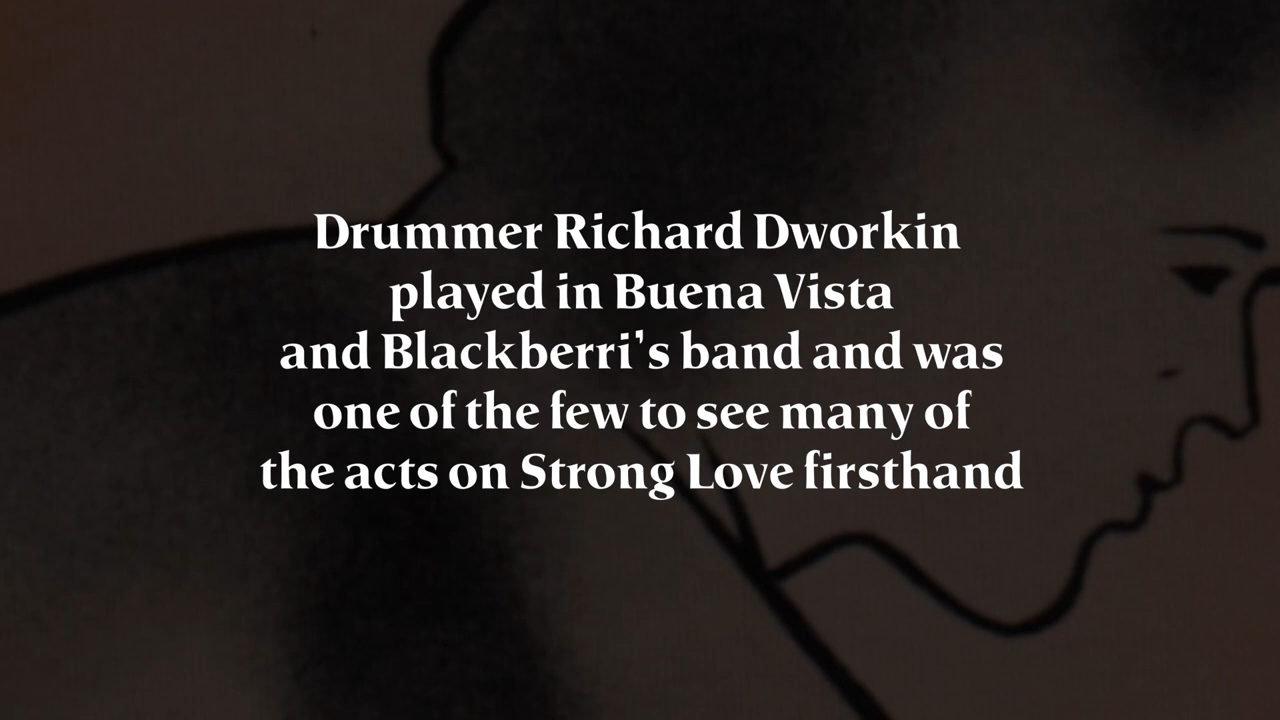 Drummer Richard Dworkin
played in Buena Vista
and Blackberri's band and was
one of the few to see many of
the acts on Strong Love firsthand